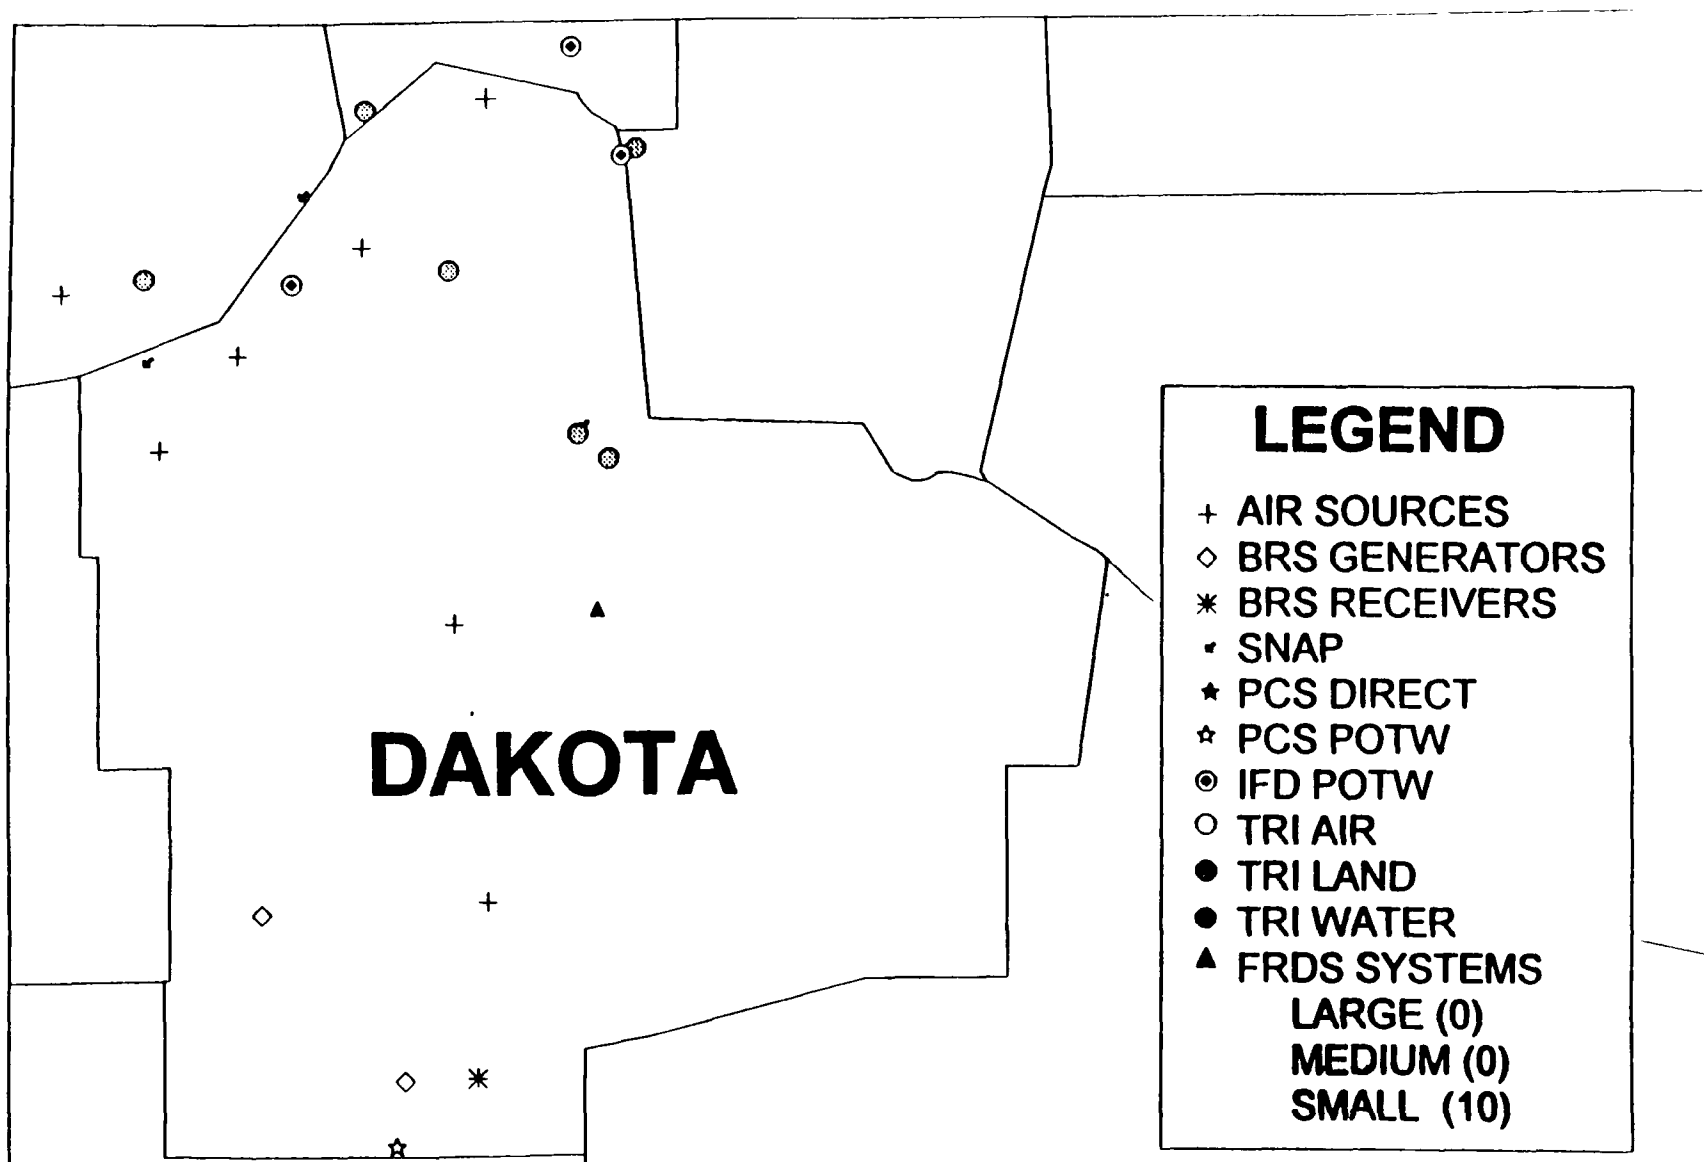 DAKOTA
LEGEND
AIR SOURCES
BRS GENERATORS
BRS RECEIVERS
SNAP
PCS DIRECT
PCS POTW
IFD POTW
TRI AIR
TRI LAND
TRI WATER
FRDS SYSTEMS
LARGE (0)
MEDIUM (0)
SMALL (10)